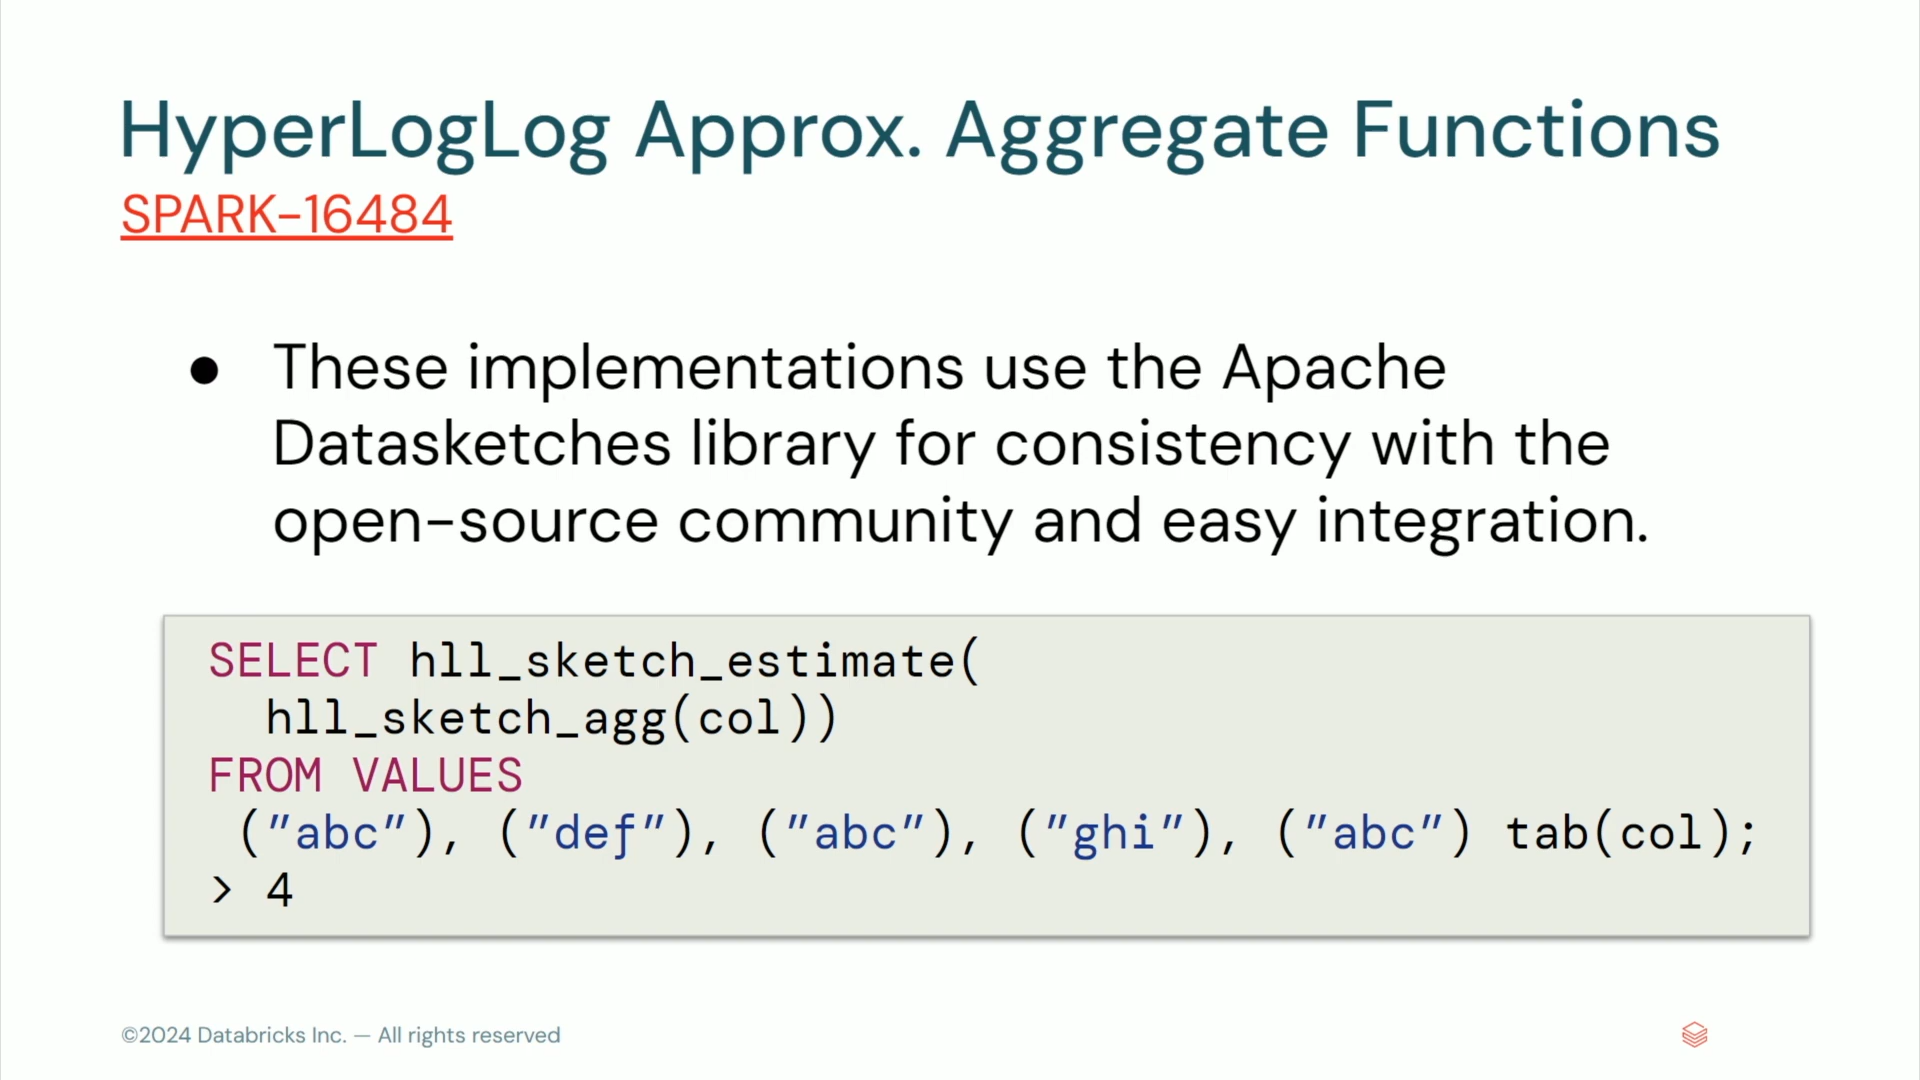 HyperLogLog Approx. Aggregate Functions
SPARK-16484
● These implementations use the Apache
Datasketches library for consistency with the
open-source community and easy integration.
SELECT hll_sketch_estimate(
  hll_sketch_agg(col))
FROM VALUES
 ("abc"), ("def"), ("abc"), ("ghi"), ("abc") tab(col);
> 4
©2024 Databricks Inc. — All rights reserved